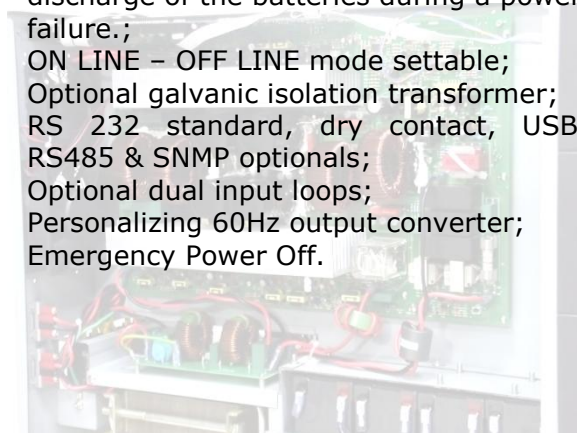 discharge of the batteries during a power
failure.;
ON LINE – OFF LINE mode settable;
Optional galvanic isolation transformer;
RS 232 standard, dry contact, USB
RS485 & SNMP optionals;
Optional dual input loops;
Personalizing 60Hz output converter;
Emergency Power Off.